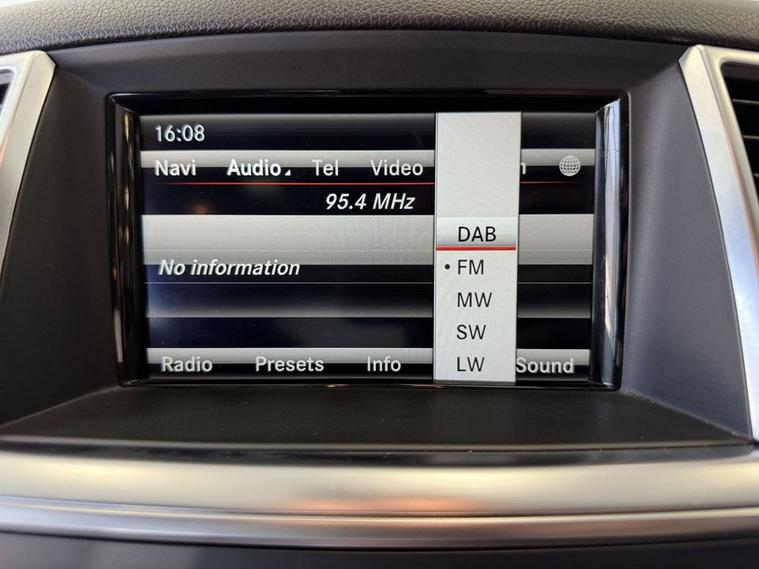 16:08
Navi Audio Tel Video
95.4 MHz
DAB
No information • FM
MW
SW
Radio Presets Info LW Sound